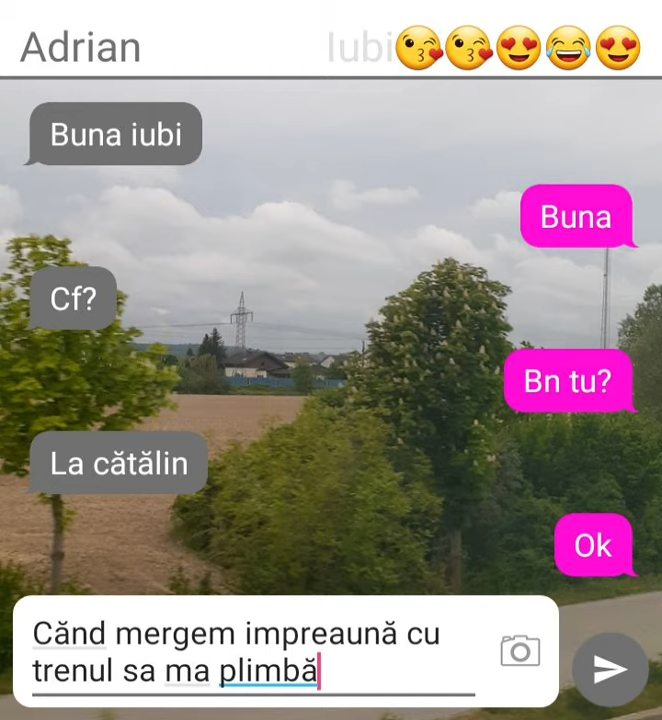 Adrian
Iubi😘😘😍😂😍
Buna iubi
Buna
Cf?
Bn tu?
La cătălin
Ok
Cănd mergem impreaună cu
trenul sa ma plimbă